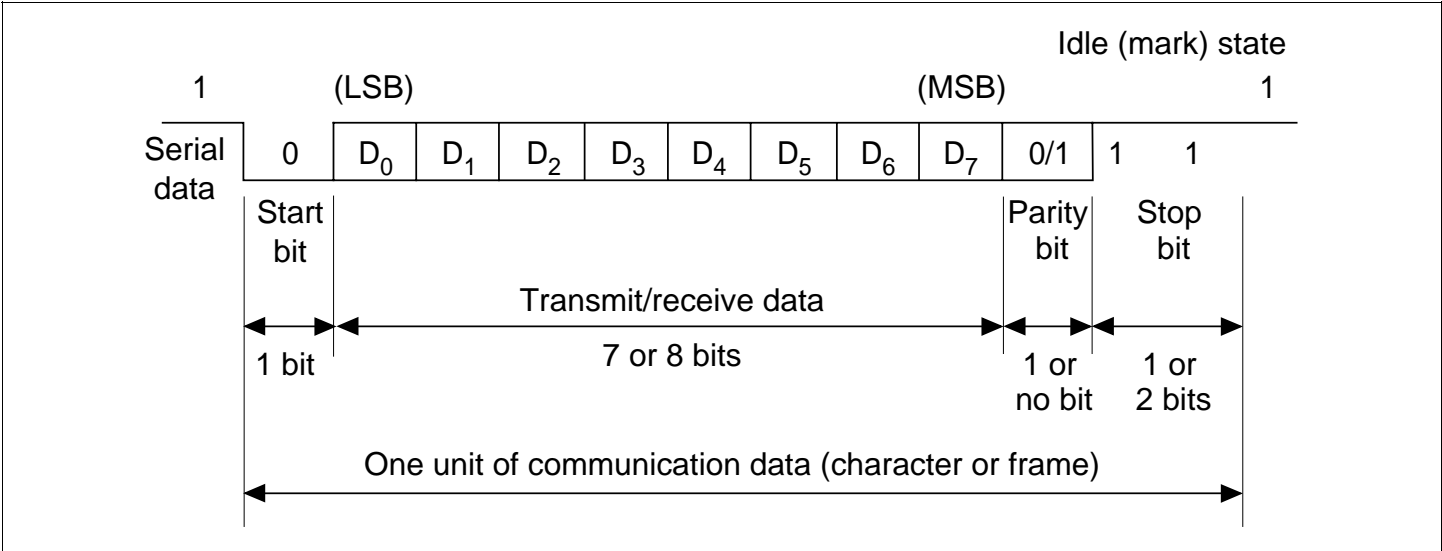 Idle (mark) state
1 (LSB) (MSB) 1
Serial data
0 D0 D1 D2 D3 D4 D5 D6 D7 0/1 1 1
Start bit
Parity bit
Stop bit
Transmit/receive data
1 bit
7 or 8 bits
1 or no bit
1 or 2 bits
One unit of communication data (character or frame)